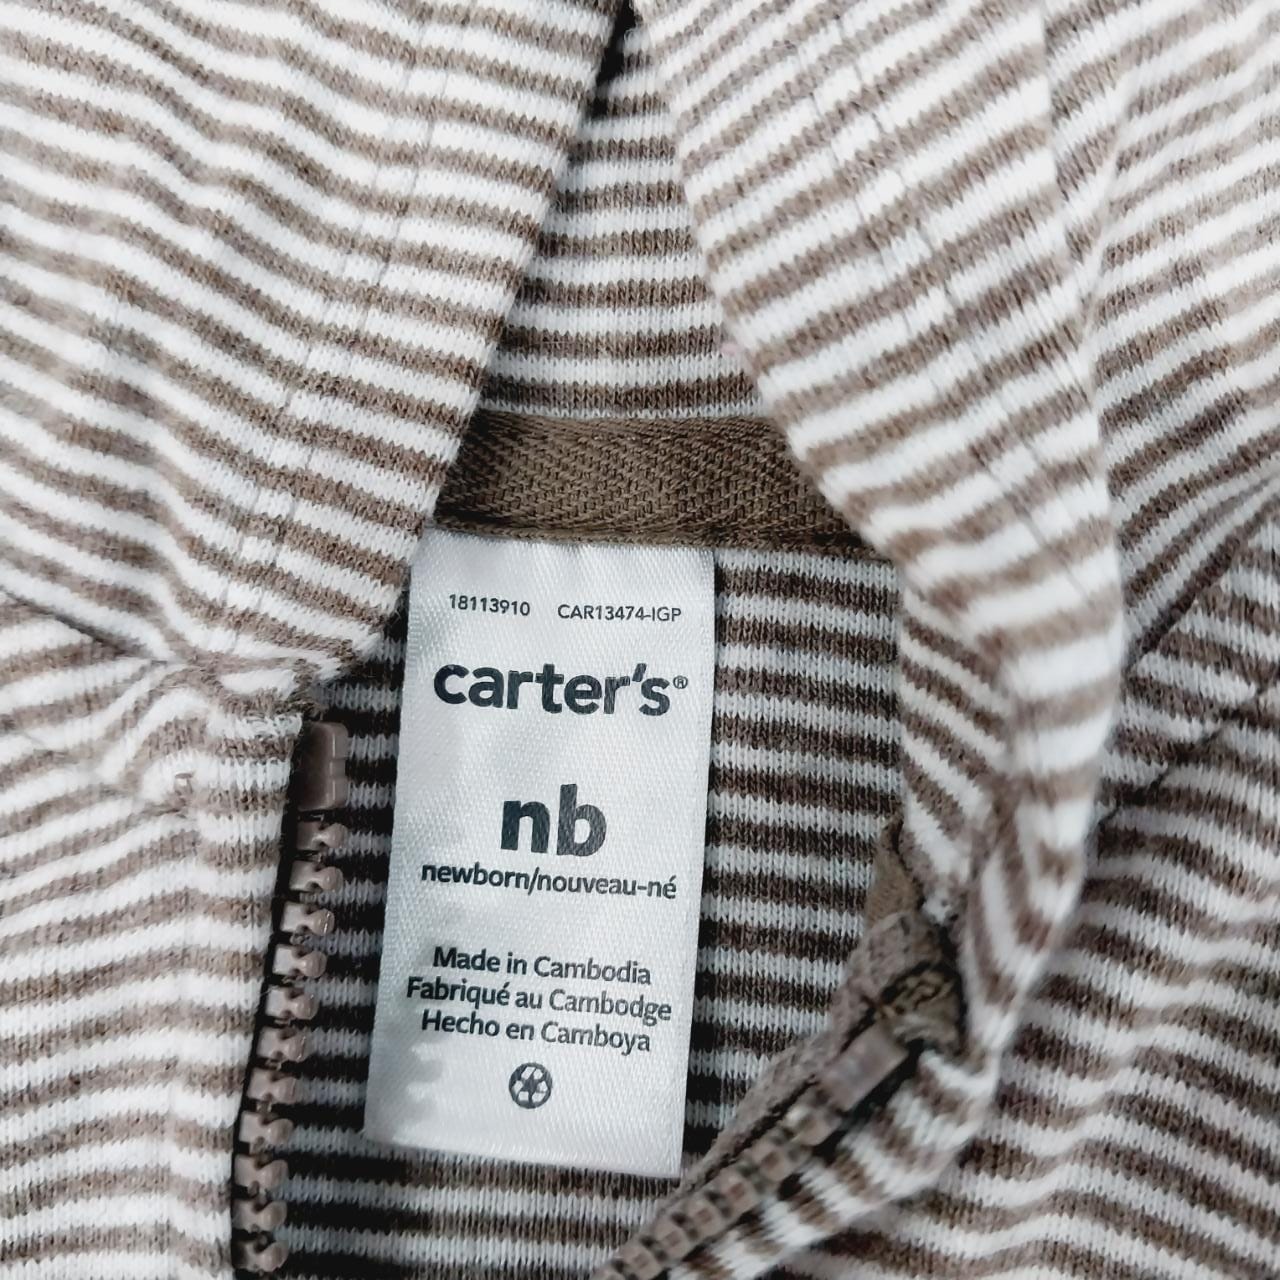 18113910 CAR13474-IGP
carter's®
nb
newborn/nouveau-né
Made in Cambodia
Fabriqué au Cambodge
Hecho en Camboya